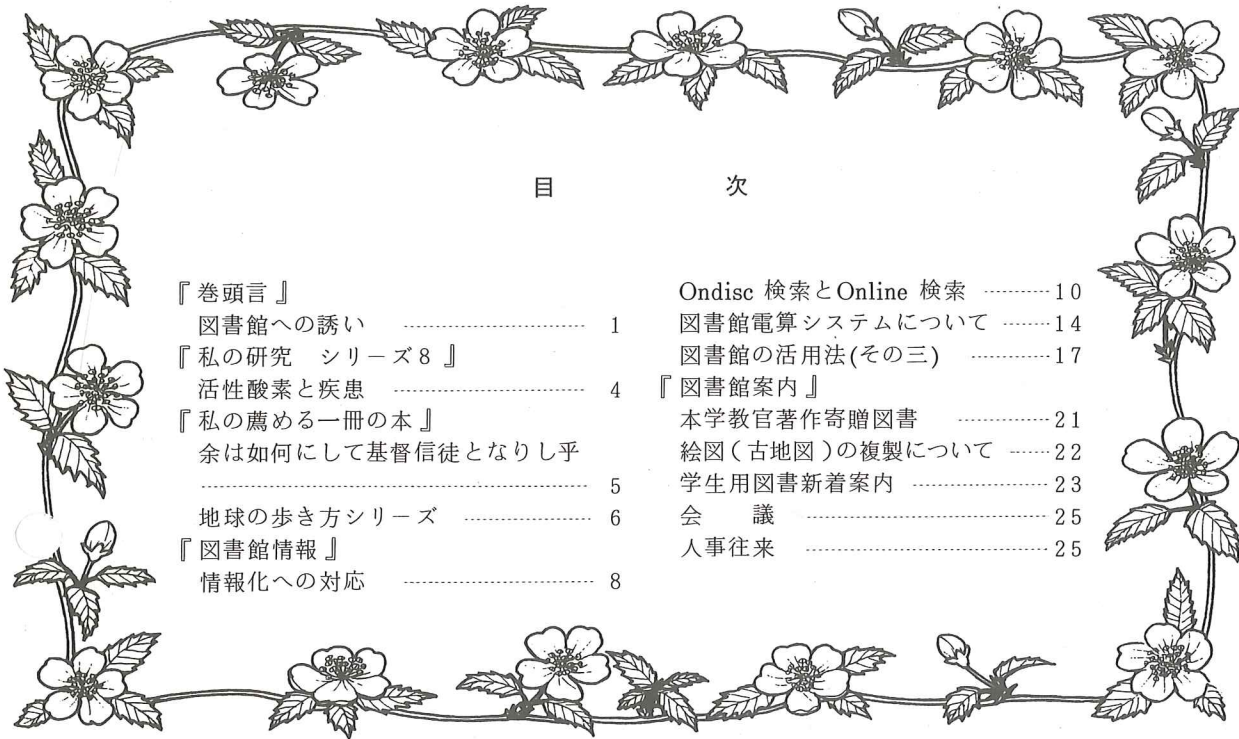 目 次
『巻頭言』
図書館への誘い ………………………… 1
『私の研究 シリーズ8』
活性酸素と疾患 ………………………… 4
『私の薦める一冊の本』
余は如何にして基督信徒となりし乎
………………………………………………… 5
地球の歩き方シリーズ ………………… 6
『図書館情報』
情報化への対応 ………………………… 8
Ondisc 検索とOnline 検索 ………10
図書館電算システムについて ……14
図書館の活用法(その三) ………17
『図書館案内』
本学教官著作寄贈図書 ……………21
絵図(古地図)の複製について ……22
学生用図書新着案内 ………………23
会 議 ………………………………25
人事往来 ………………………………25